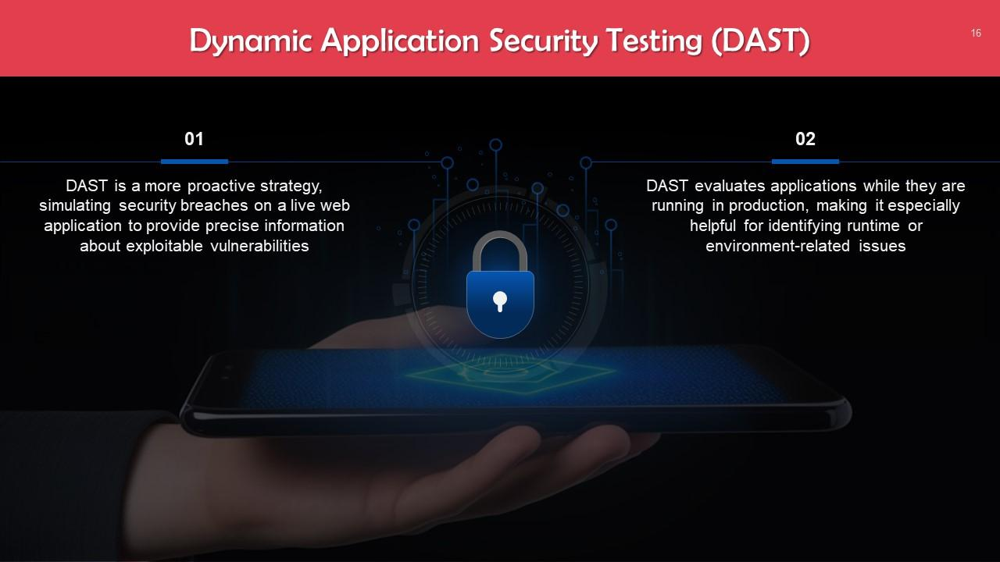 Dynamic Application Security Testing (DAST)
16
01
DAST is a more proactive strategy,
simulating security breaches on a live web
application to provide precise information
about exploitable vulnerabilities
02
DAST evaluates applications while they are
running in production, making it especially
helpful for identifying runtime or
environment-related issues